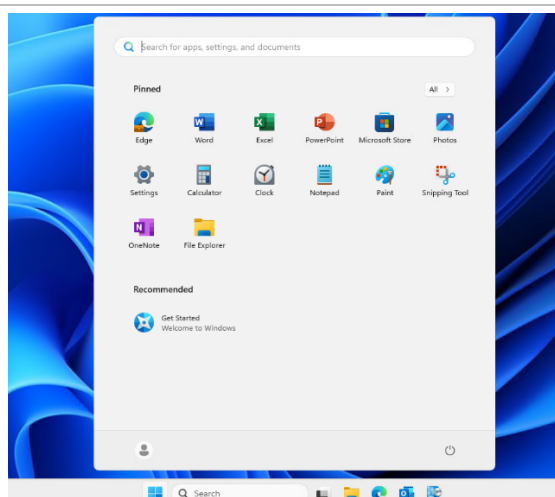 Search for apps, settings, and documents
Pinned
All
Edge Word Excel PowerPoint Microsoft Store Photos
Settings Calculator Clock Notepad Paint Snipping Tool
OneNote File Explorer
Recommended
Get Started
Welcome to Windows
Search